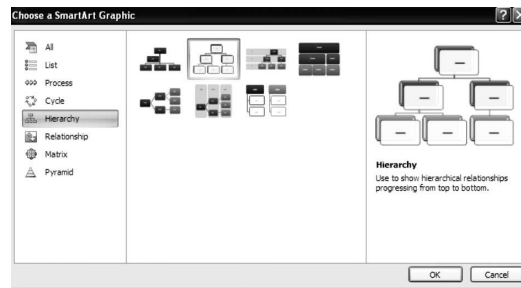 Choose a SmartArt Graphic
All
List
Process
Cycle
Hierarchy
Relationship
Matrix
Pyramid
Hierarchy
Use to show hierarchical relationships
progressing from top to bottom.
OK
Cancel